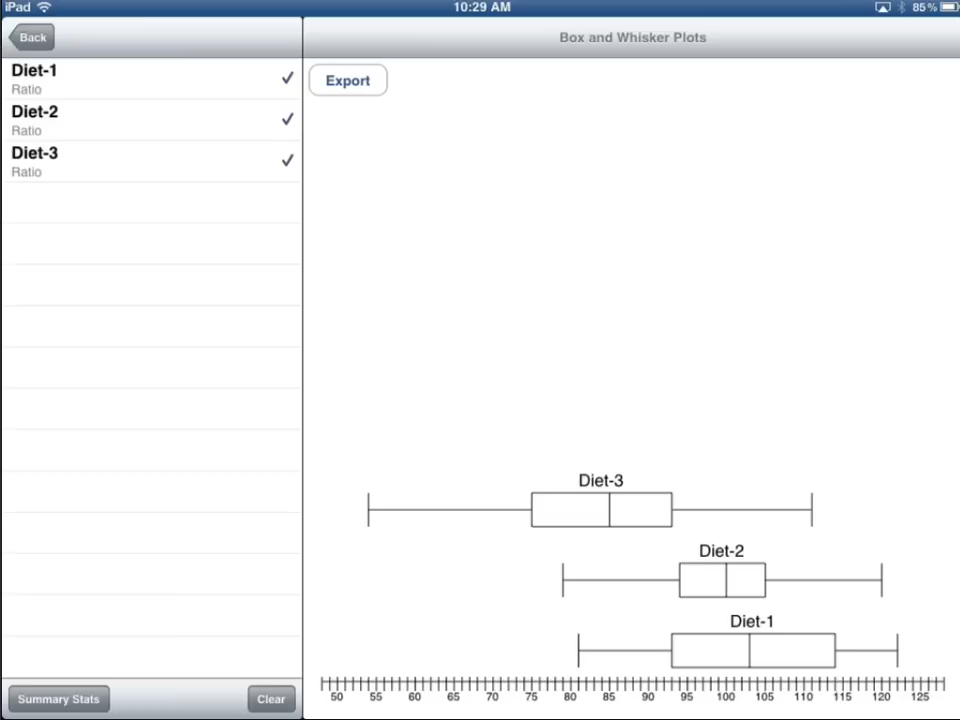 iPad
10:29 AM
85%
Back
Box and Whisker Plots
Diet-1
Ratio
Diet-2
Ratio
Diet-3
Ratio
Export
Diet-3
Diet-2
Diet-1
50 55 60 65 70 75 80 85 90 95 100 105 110 115 120 125
Summary Stats
Clear